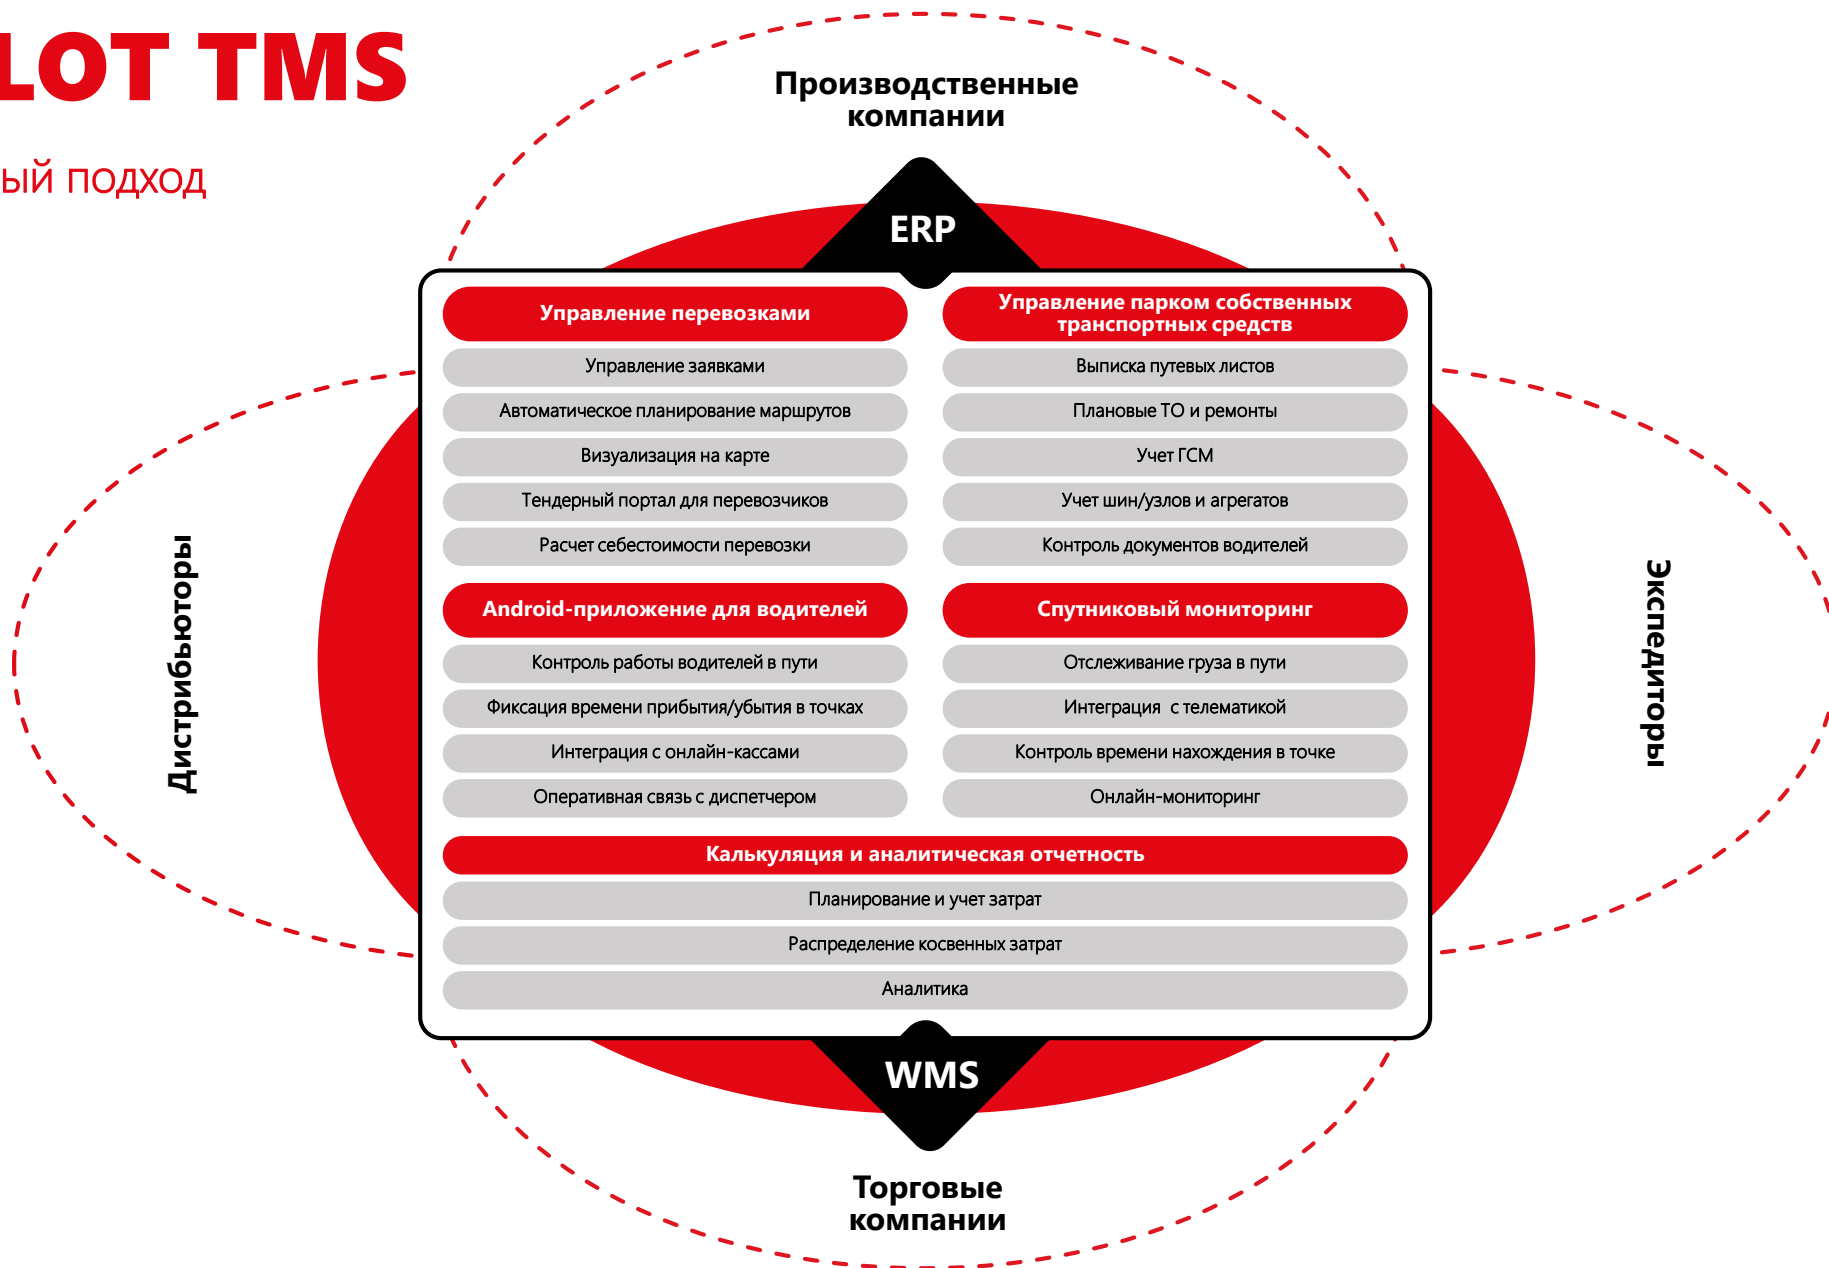 LOT TMS
ый подход
Производственные
компании
ERP
Управление перевозками
Управление заявками
Автоматическое планирование маршрутов
Визуализация на карте
Тендерный портал для перевозчиков
Расчет себестоимости перевозки
Управление парком собственных
транспортных средств
Выписка путевых листов
Плановые ТО и ремонты
Учет ГСМ
Учет шин/узлов и агрегатов
Контроль документов водителей
Дистрибьюторы
Android-приложение для водителей
Контроль работы водителей в пути
Фиксация времени прибытия/убытия в точках
Интеграция с онлайн-кассами
Оперативная связь с диспетчером
Спутниковый мониторинг
Отслеживание груза в пути
Интеграция с телематикой
Контроль времени нахождения в точке
Онлайн-мониторинг
Экспедиторы
Калькуляция и аналитическая отчетность
Планирование и учет затрат
Распределение косвенных затрат
Аналитика
WMS
Торговые
компании